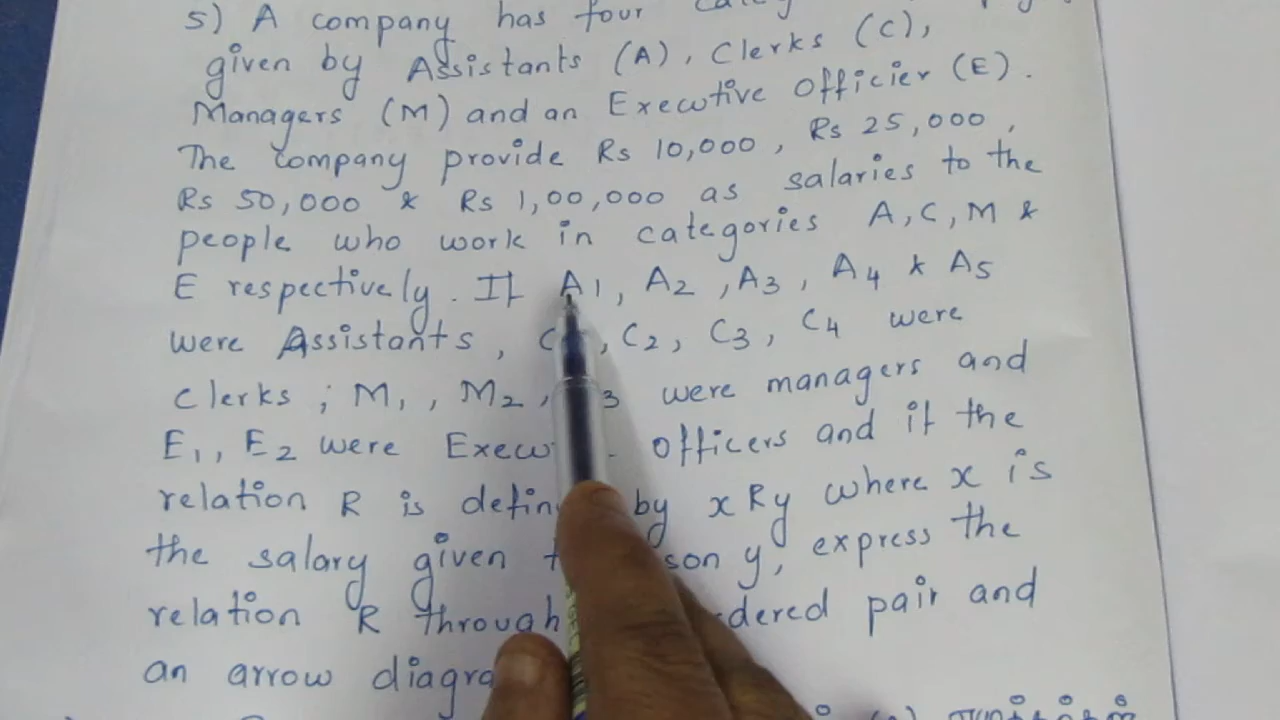 5) A company has four
given by Assistants (A), Clerks (C),
Managers (M) and an Executive Officier (E).
The company provide Rs 10,000, Rs 25,000,
Rs 50,000 & Rs 1,00,000 as salaries to the
people who work in categories A, C, M &
E respectively. If A1, A2, A3, A4 & A5
were Assistants, C2, C3, C4 were
Clerks ; M1, M2, 3 were managers and
E1, E2 were Officers and if the
relation R is by xRy where x is
the salary given y, express the
relation R through pair and
an arrow